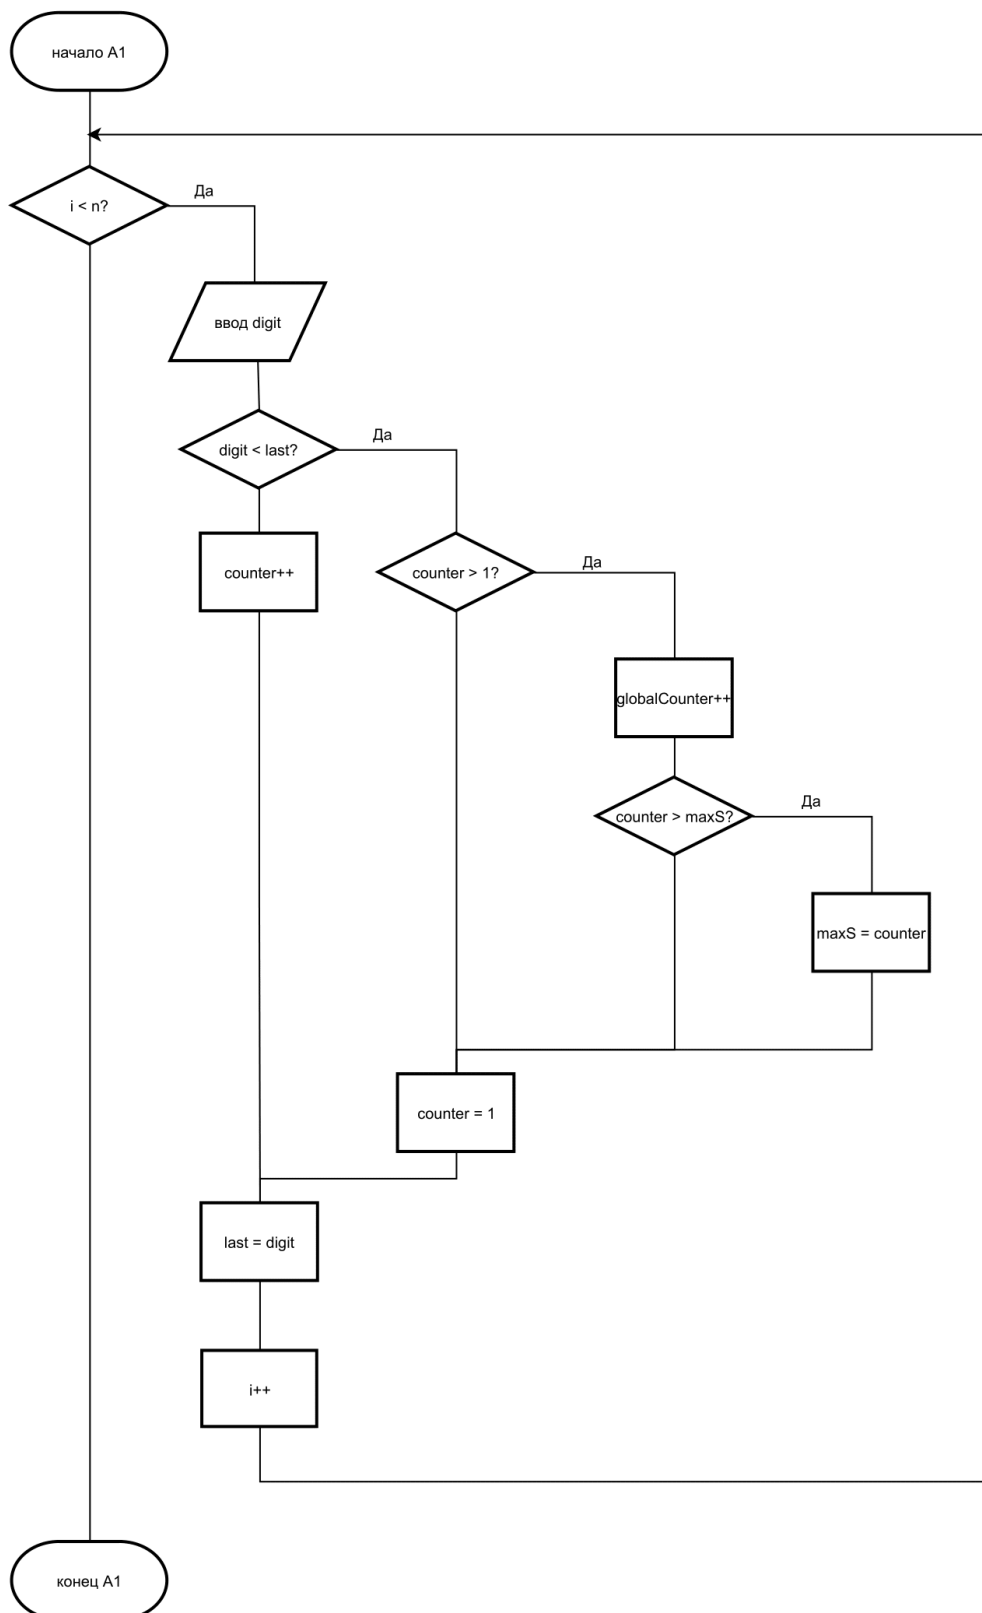 начало А1
i < n?
Да
ввод digit
digit < last?
Да
counter++
counter > 1?
Да
globalCounter++
counter > maxS?
Да
maxS = counter
counter = 1
last = digit
i++
конец А1